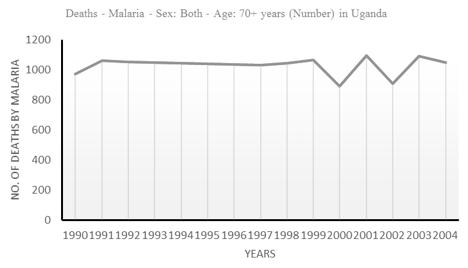 Deaths - Malaria - Sex: Both - Age: 70+ years (Number) in Uganda
NO. OF DEATHS BY MALARIA
1200
1000
800
600
400
200
0
1990 1991 1992 1993 1994 1995 1996 1997 1998 1999 2000 2001 2002 2003 2004
YEARS